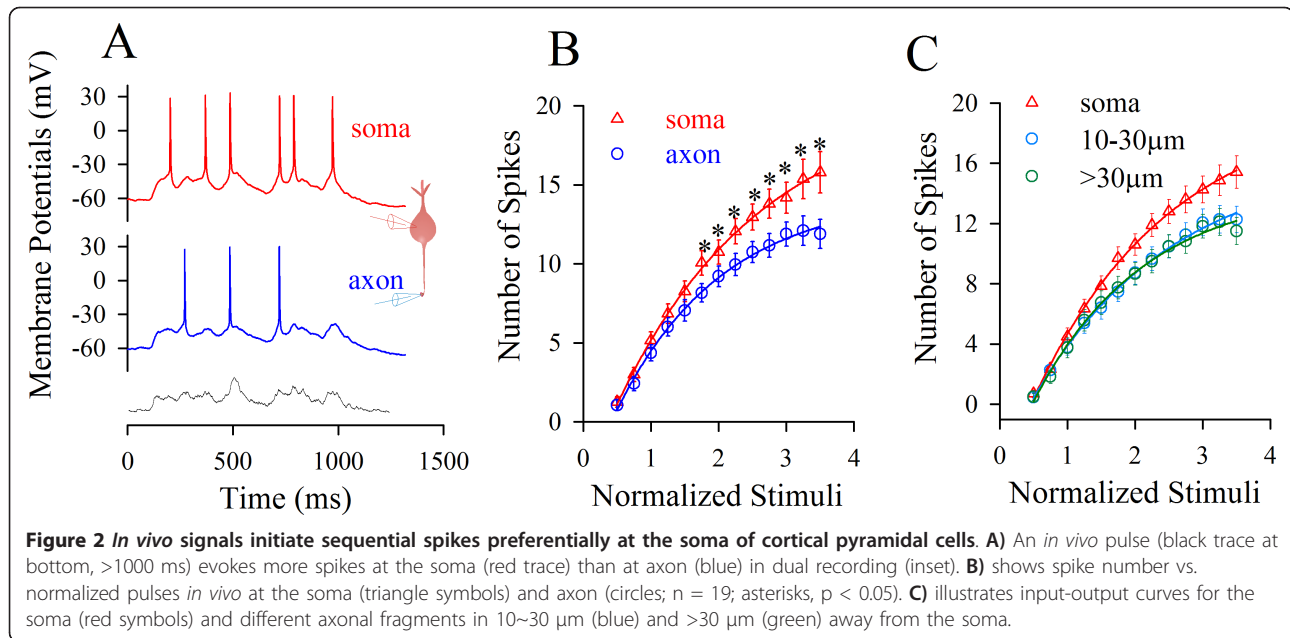 A
Membrane Potentials (mV)
30
0
-30
-60
soma
30
0
-30
-60
axon
0
500
1000
1500
Time (ms)
B
Number of Spikes
20
15
10
5
0
soma
axon
* * * * * * * *
0
1
2
3
4
Normalized Stimuli
C
Number of Spikes
20
16
12
8
4
0
soma
10-30μm
>30μm
0
1
2
3
4
Normalized Stimuli
Figure 2 In vivo signals initiate sequential spikes preferentially at the soma of cortical pyramidal cells. A) An in vivo pulse (black trace at
bottom, >1000 ms) evokes more spikes at the soma (red trace) than at axon (blue) in dual recording (inset). B) shows spike number vs.
normalized pulses in vivo at the soma (triangle symbols) and axon (circles; n = 19; asterisks, p < 0.05). C) illustrates input-output curves for the
soma (red symbols) and different axonal fragments in 10~30 μm (blue) and >30 μm (green) away from the soma.